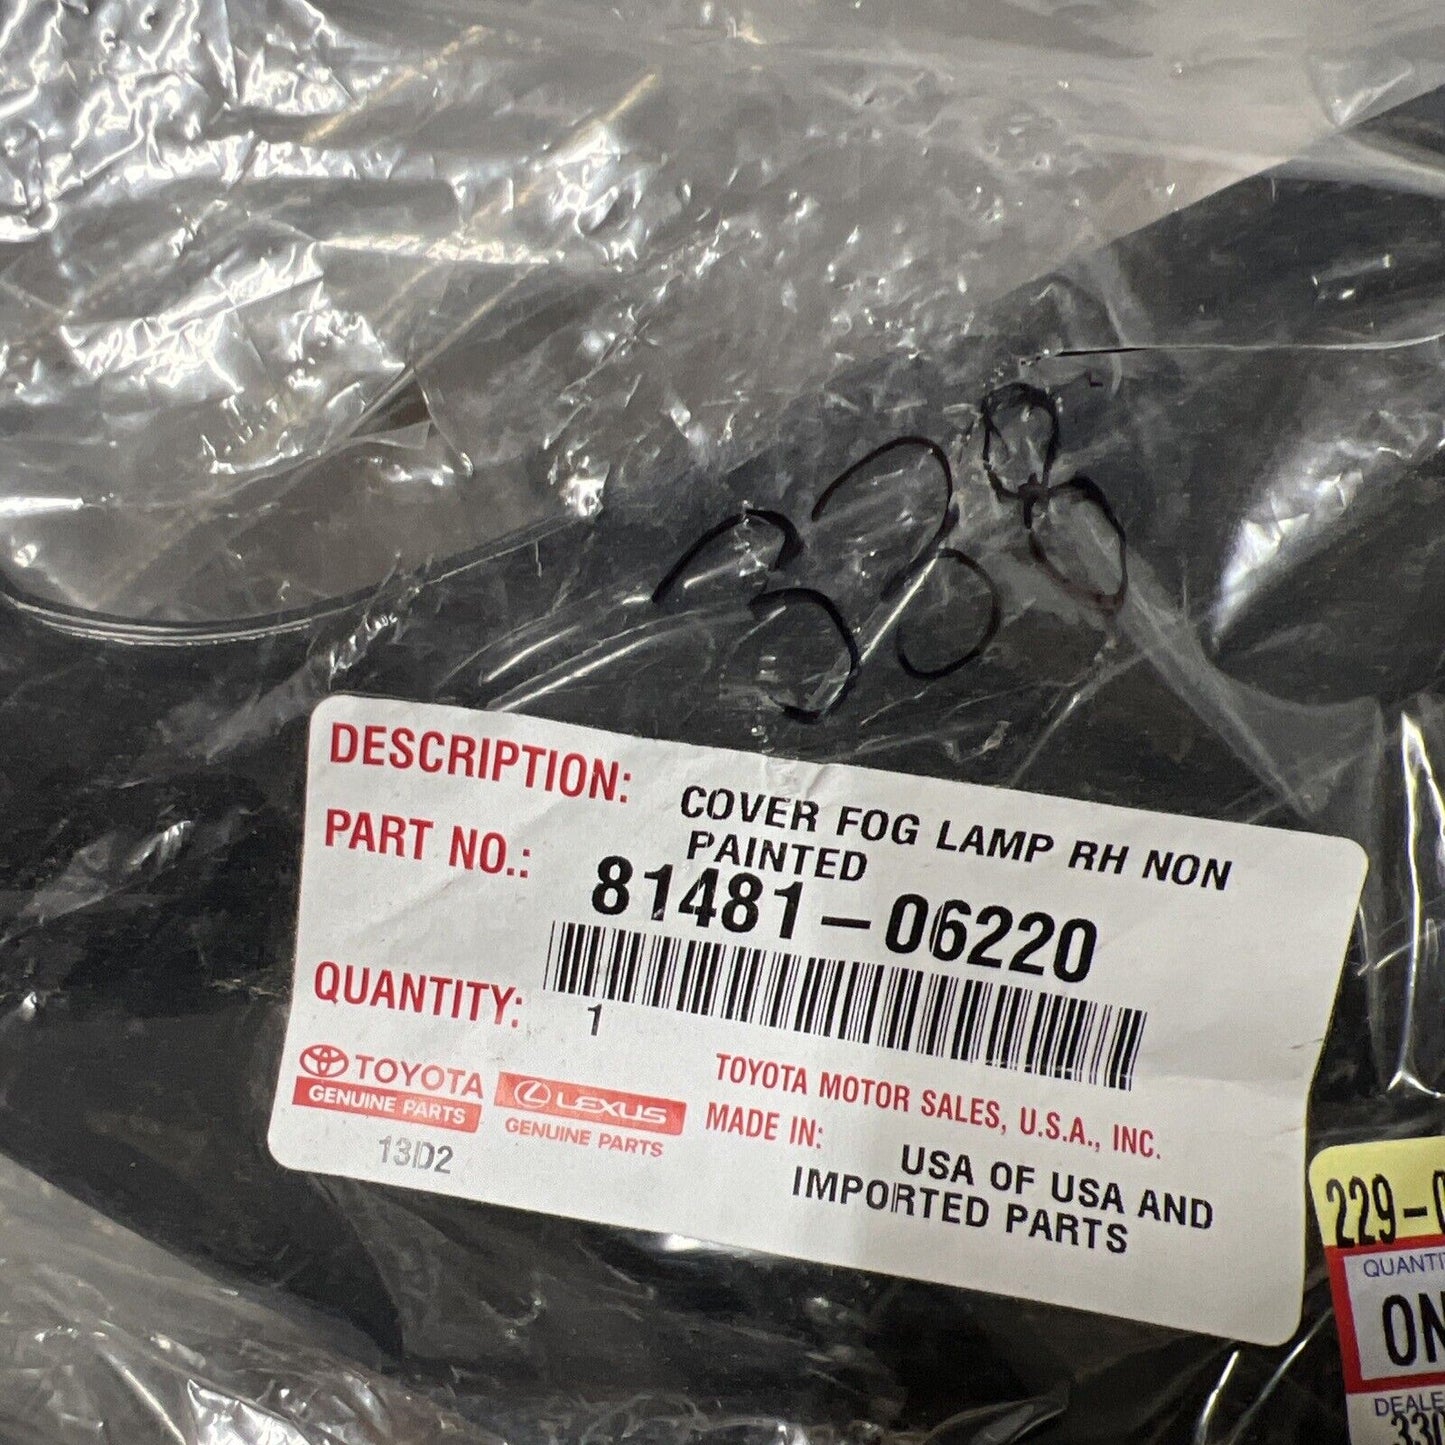 338
DESCRIPTION: COVER FOG LAMP RH NON
PAINTED
PART NO.: 81481-06220
QUANTITY: 1
TOYOTA
GENUINE PARTS
LEXUS
GENUINE PARTS
13D2
TOYOTA MOTOR SALES, U.S.A., INC.
MADE IN: USA OF USA AND
IMPORTED PARTS
229-